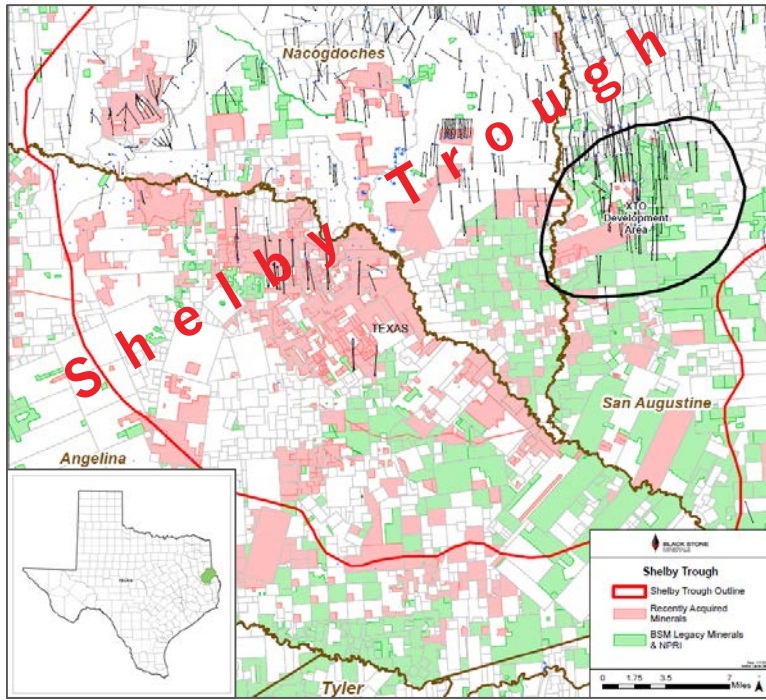 Nacogdoches
Shelby Trough
XTO
Development
Area
TEXAS
San Augustine
Angelina
Tyler
BLACK STONE
MINERALS
Shelby Trough
Shelby Trough Outline
Recently Acquired
Minerals
BSM Legacy Minerals
& NPRI
0 1.75 3.5 7
Miles